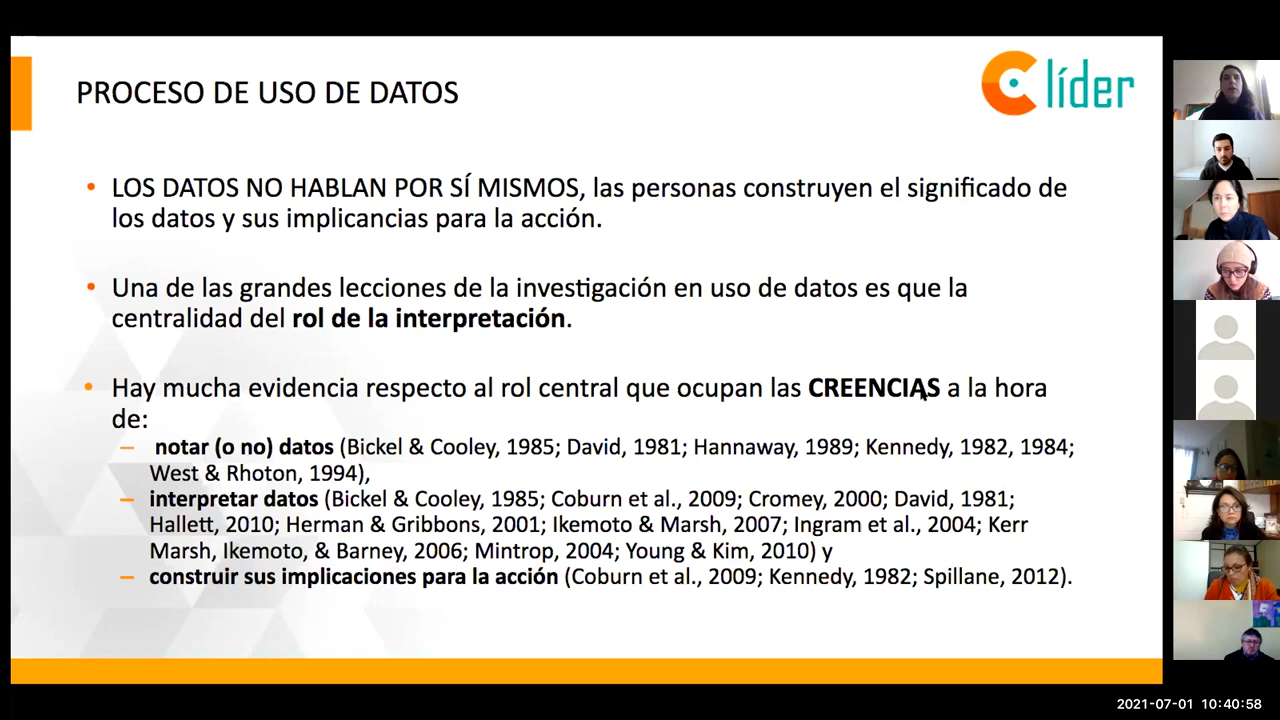 PROCESO DE USO DE DATOS
Clíder
• LOS DATOS NO HABLAN POR SÍ MISMOS, las personas construyen el significado de
los datos y sus implicancias para la acción.
• Una de las grandes lecciones de la investigación en uso de datos es que la
centralidad del rol de la interpretación.
• Hay mucha evidencia respecto al rol central que ocupan las CREENCIAS a la hora
de:
– notar (o no) datos (Bickel & Cooley, 1985; David, 1981; Hannaway, 1989; Kennedy, 1982, 1984;
West & Rhoton, 1994),
– interpretar datos (Bickel & Cooley, 1985; Coburn et al., 2009; Cromey, 2000; David, 1981;
Hallett, 2010; Herman & Gribbons, 2001; Ikemoto & Marsh, 2007; Ingram et al., 2004; Kerr
Marsh, Ikemoto, & Barney, 2006; Mintrop, 2004; Young & Kim, 2010) y
– construir sus implicaciones para la acción (Coburn et al., 2009; Kennedy, 1982; Spillane, 2012).
2021-07-01 10:40:58